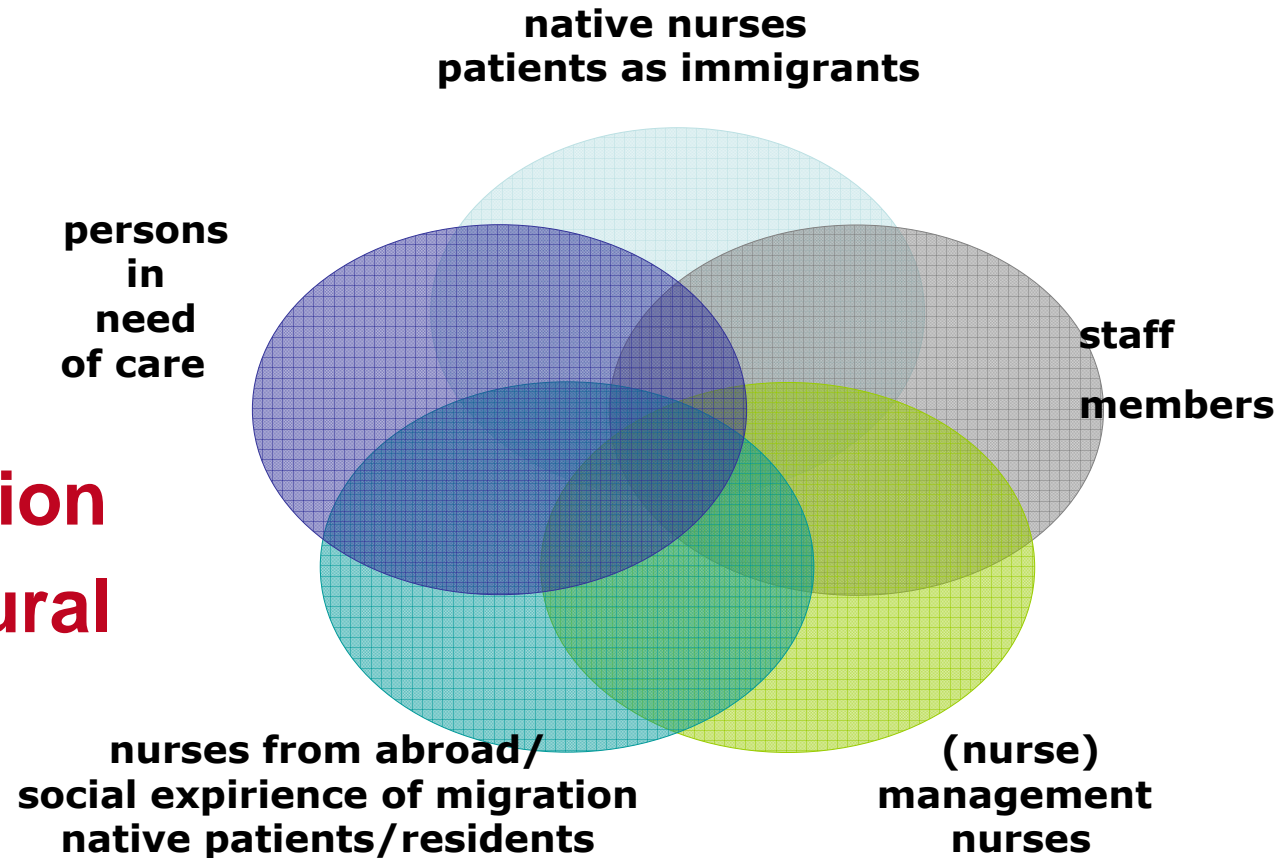 native nurses
patients as immigrants
persons
in
need
of care
staff
members
ion
ural
nurses from abroad/
social expirience of migration
native patients/residents
(nurse)
management
nurses